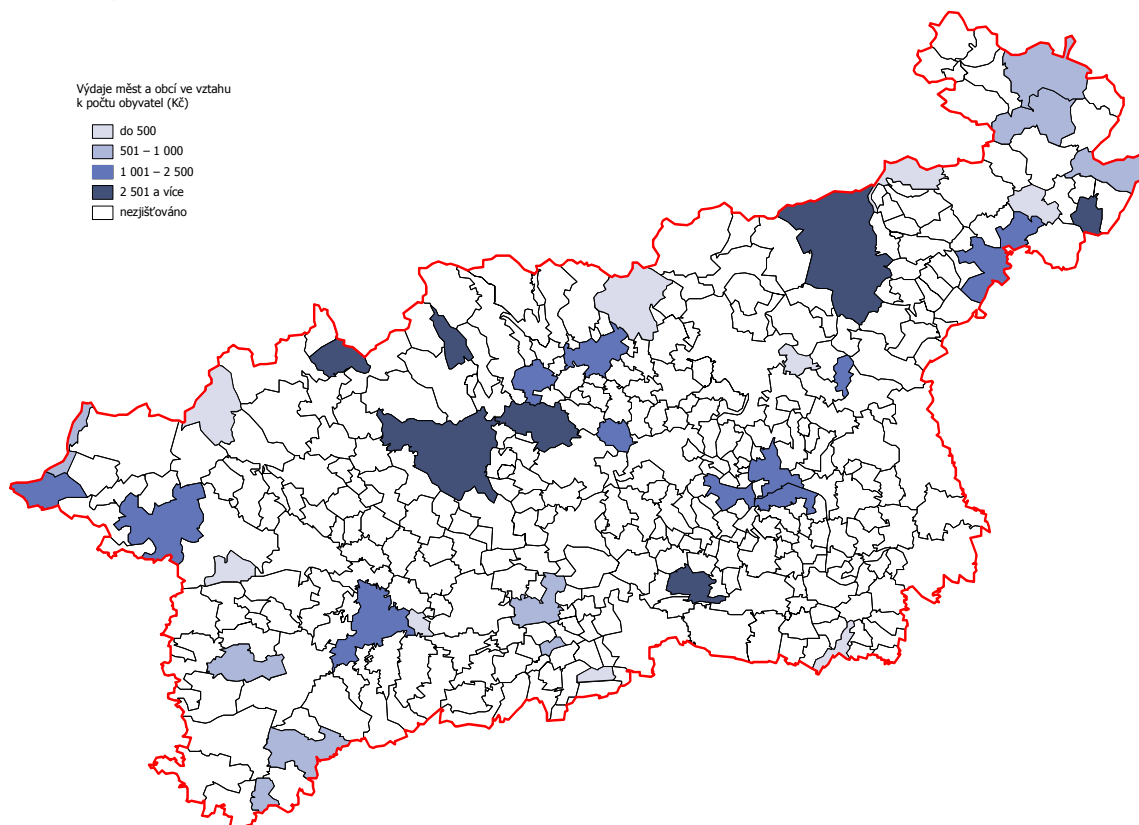 Výdaje měst a obcí ve vztahu
k počtu obyvatel (Kč)
do 500
501 – 1 000
1 001 – 2 500
2 501 a více
nezjišťováno